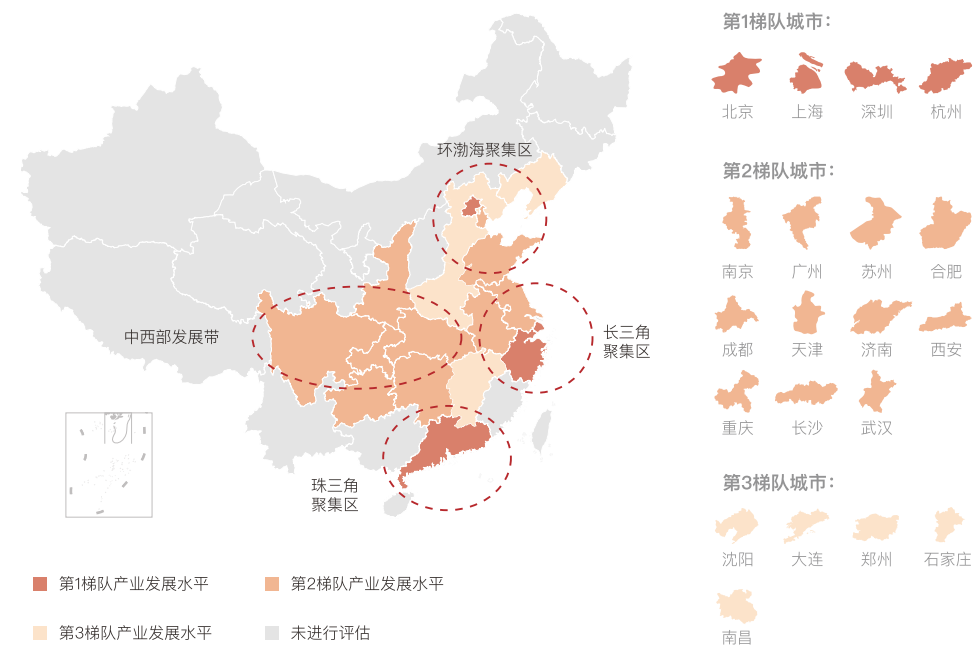 环渤海聚集区
中西部发展带
长三角
聚集区
珠三角
聚集区
第1梯队产业发展水平
第2梯队产业发展水平
第3梯队产业发展水平
未进行评估
第1梯队城市：
北京 上海 深圳 杭州
第2梯队城市：
南京 广州 苏州 合肥
成都 天津 济南 西安
重庆 长沙 武汉
第3梯队城市：
沈阳 大连 郑州 石家庄
南昌